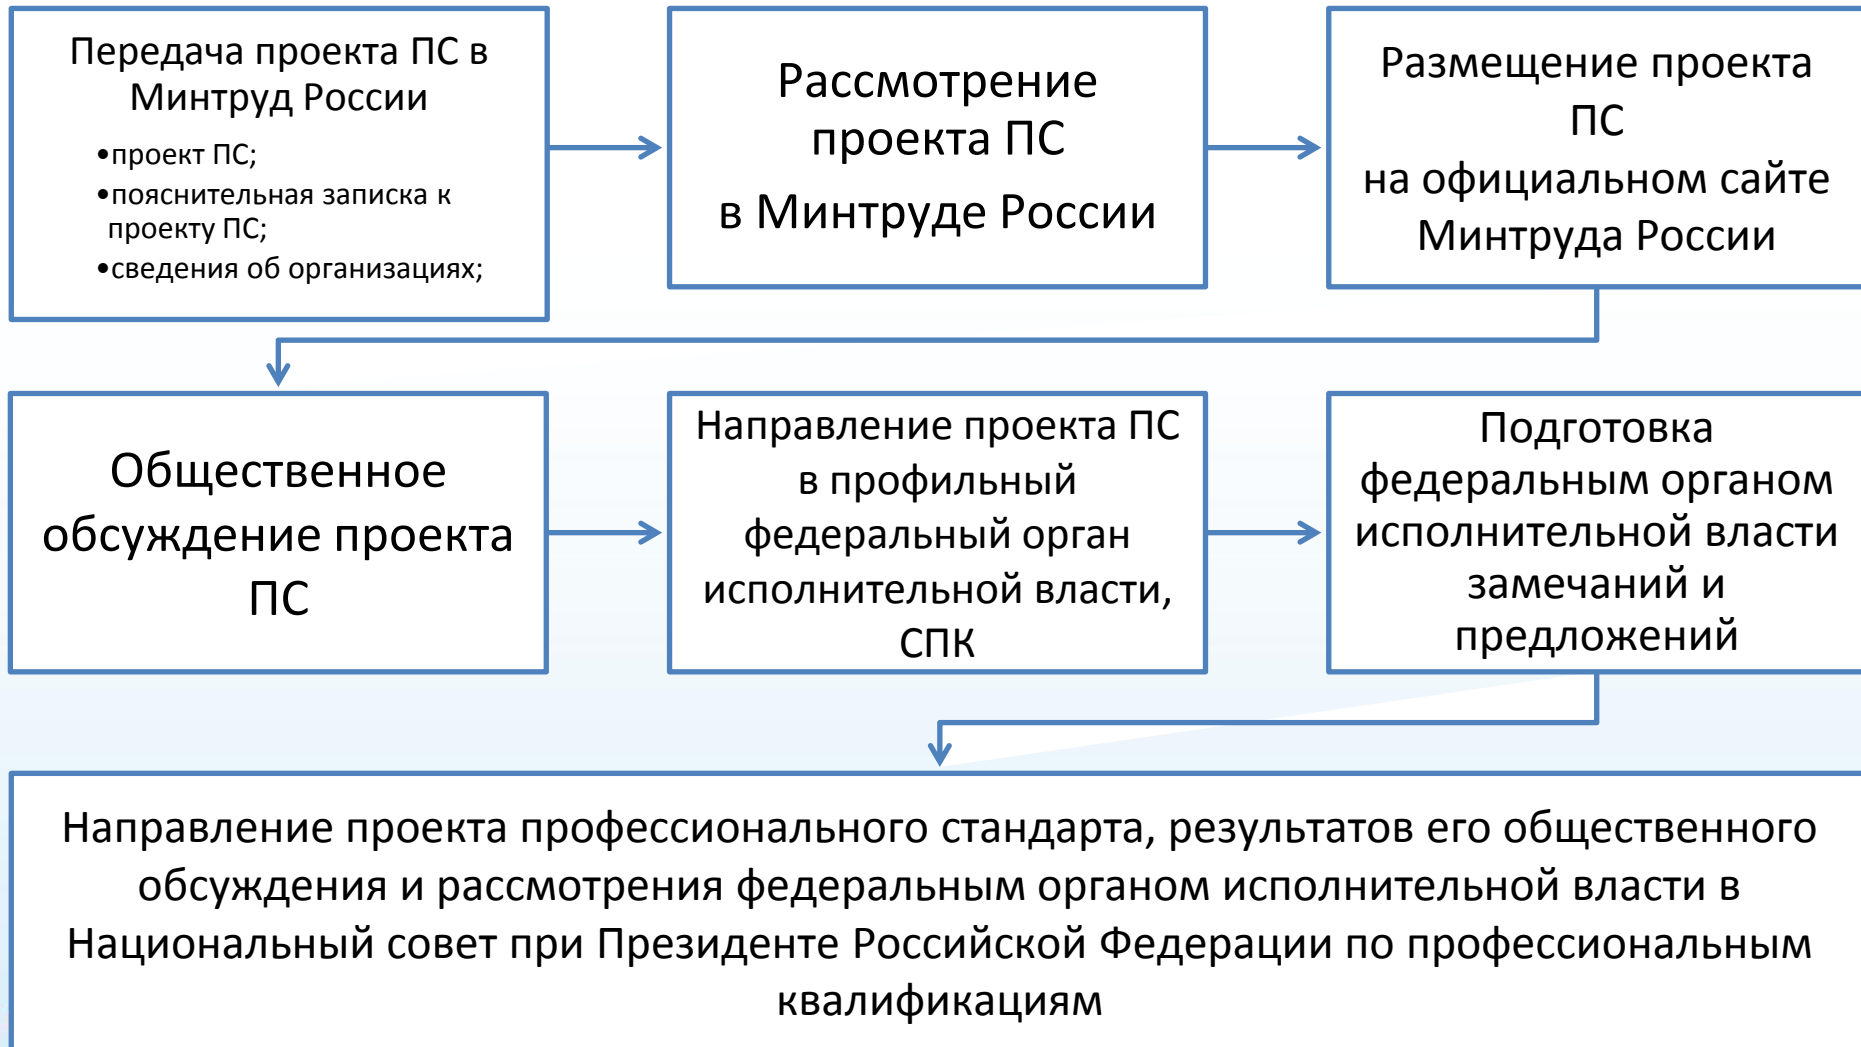 Передача проекта ПС в
Минтруд России
•проект ПС;
•пояснительная записка к
проекту ПС;
•сведения об организациях;
Рассмотрение
проекта ПС
в Минтруде России
Размещение проекта
ПС
на официальном сайте
Минтруда России
Общественное
обсуждение проекта
ПС
Направление проекта ПС
в профильный
федеральный орган
исполнительной власти,
СПК
Подготовка
федеральным органом
исполнительной власти
замечаний и
предложений
Направление проекта профессионального стандарта, результатов его общественного
обсуждения и рассмотрения федеральным органом исполнительной власти в
Национальный совет при Президенте Российской Федерации по профессиональным
квалификациям